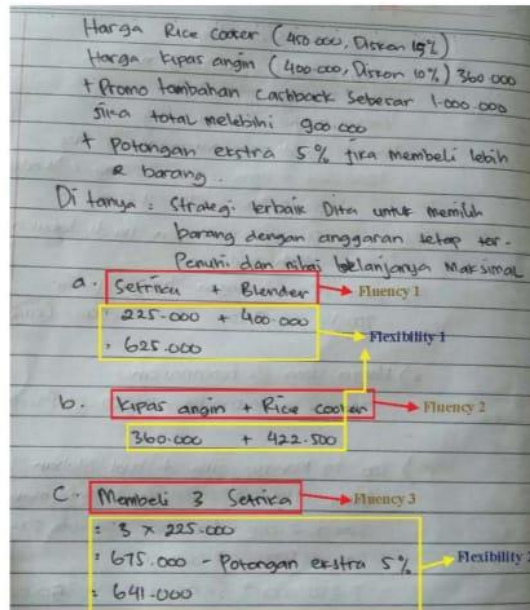 Harga Rice cooker (450.000, Diskon 15%)
Harga Kipas angin (400.000, Diskon 10%) 360.000
+ Promo tambahan cashback sebesar 1.000.000
jika total melebihi 900.000
+ Potongan ekstra 5% jika membeli lebih
2 barang.
Di tanya : Strategi terbaik Dita untuk memilih
barang dengan anggaran tetap ter-
penuhi dan nilai belanjanya Maksimal
a. Setrika + Blender Fluency 1
: 225.000 + 400.000
: 625.000 Flexibility 1
b. Kipas angin + Rice cooker Fluency 2
360.000 + 422.500
C. Membeli 3 Setrika Fluency 3
: 3 x 225.000
: 675.000 - Potongan ekstra 5% Flexibility 2
: 641.000